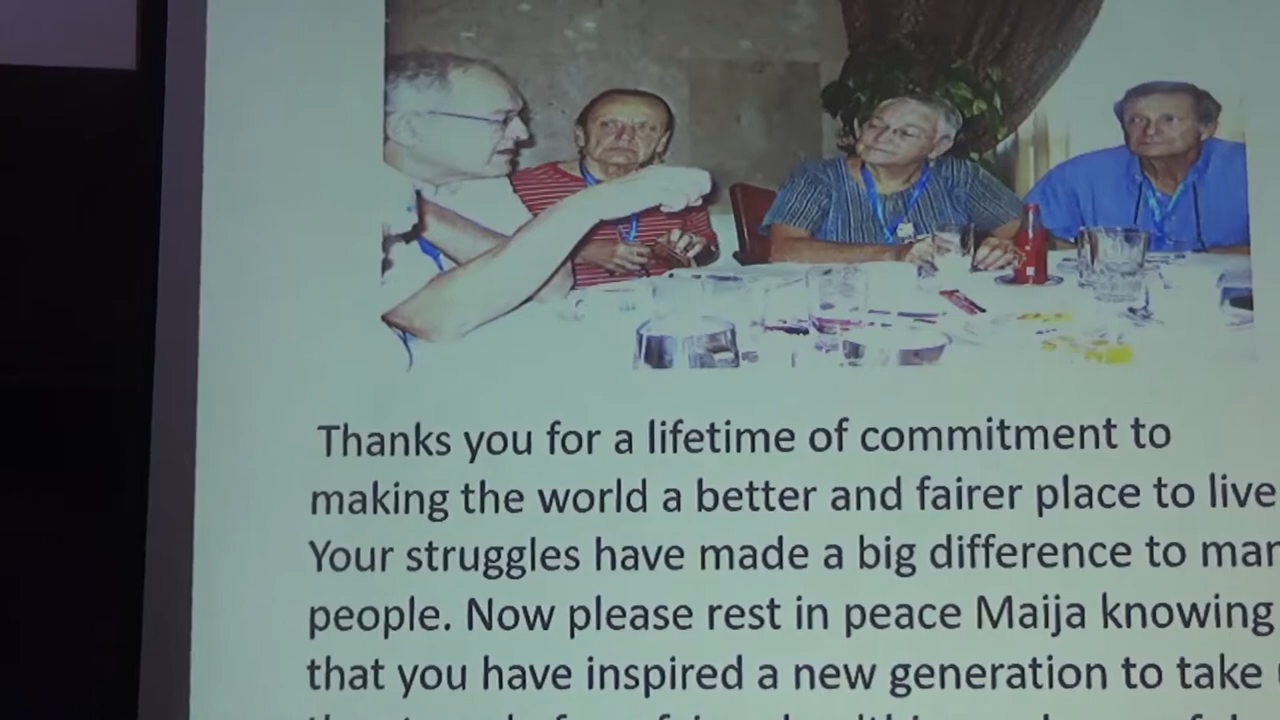 Thanks you for a lifetime of commitment to
making the world a better and fairer place to live
Your struggles have made a big difference to
people. Now please rest in peace Maija knowing
that you have inspired a new generation to take